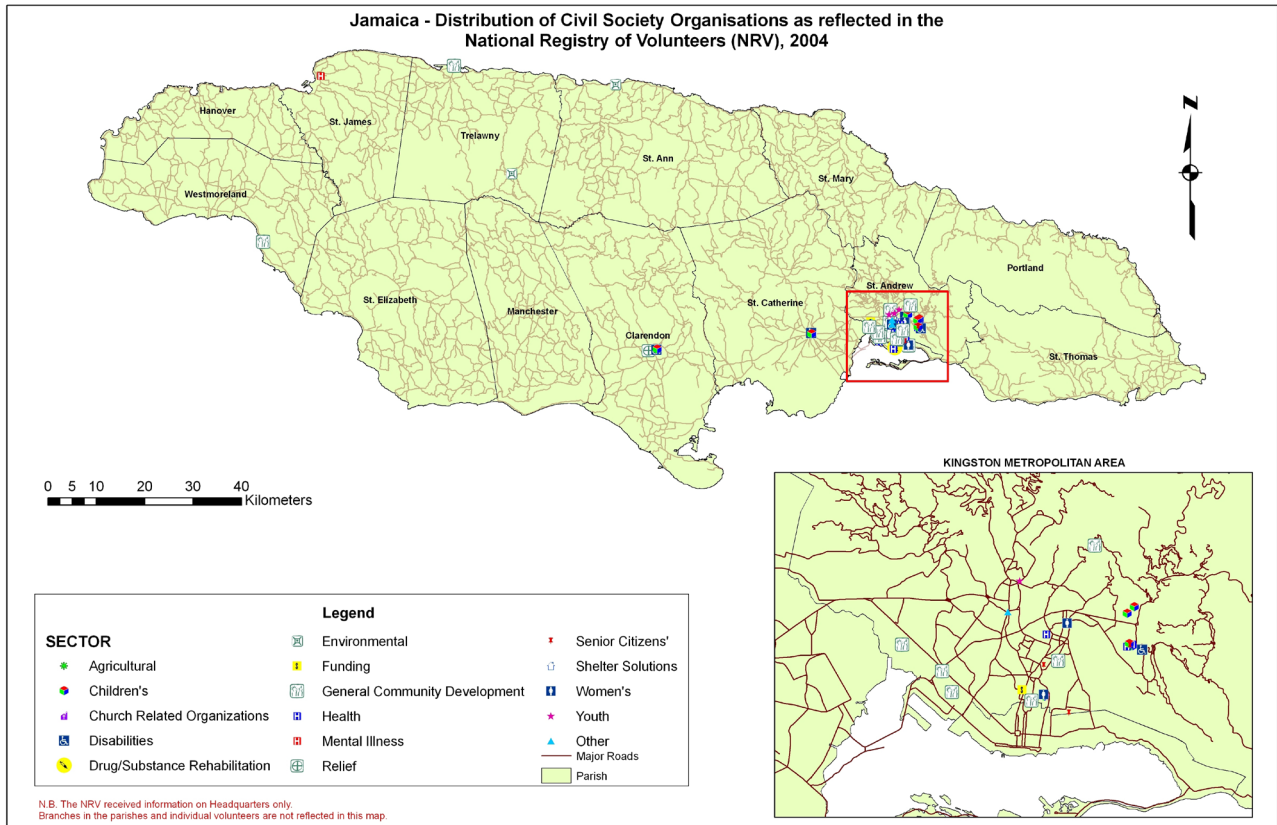 Jamaica - Distribution of Civil Society Organisations as reflected in the
National Registry of Volunteers (NRV), 2004
Hanover
St. James
Trelawny
St. Ann
St. Mary
Westmoreland
Portland
St. Elizabeth
Manchester
Clarendon
St. Catherine
St. Andrew
St. Thomas
N
0 5 10 20 30 40
Kilometers
KINGSTON METROPOLITAN AREA
Legend
SECTOR
Agricultural
Children's
Church Related Organizations
Disabilities
Drug/Substance Rehabilitation
Environmental
Funding
General Community Development
Health
Mental Illness
Relief
Senior Citizens'
Shelter Solutions
Women's
Youth
Other
Major Roads
Parish
N.B. The NRV received information on Headquarters only.
Branches in the parishes and individual volunteers are not reflected in this map.